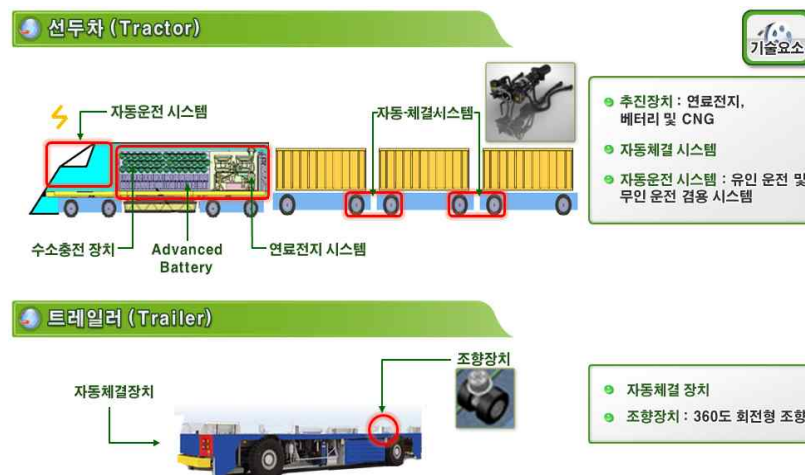 선두차 (Tractor)
기술요소
자동운전 시스템
자동체결시스템
추진장치 : 연료전지,
베터리 및 CNG
자동체결 시스템
자동운전 시스템 : 유인 운전 및
무인 운전 겸용 시스템
수소충전 장치
Advanced
Battery
연료전지 시스템
트레일러 (Trailer)
조향장치
자동체결장치
자동체결 장치
조향장치 : 360도 회전형 조향